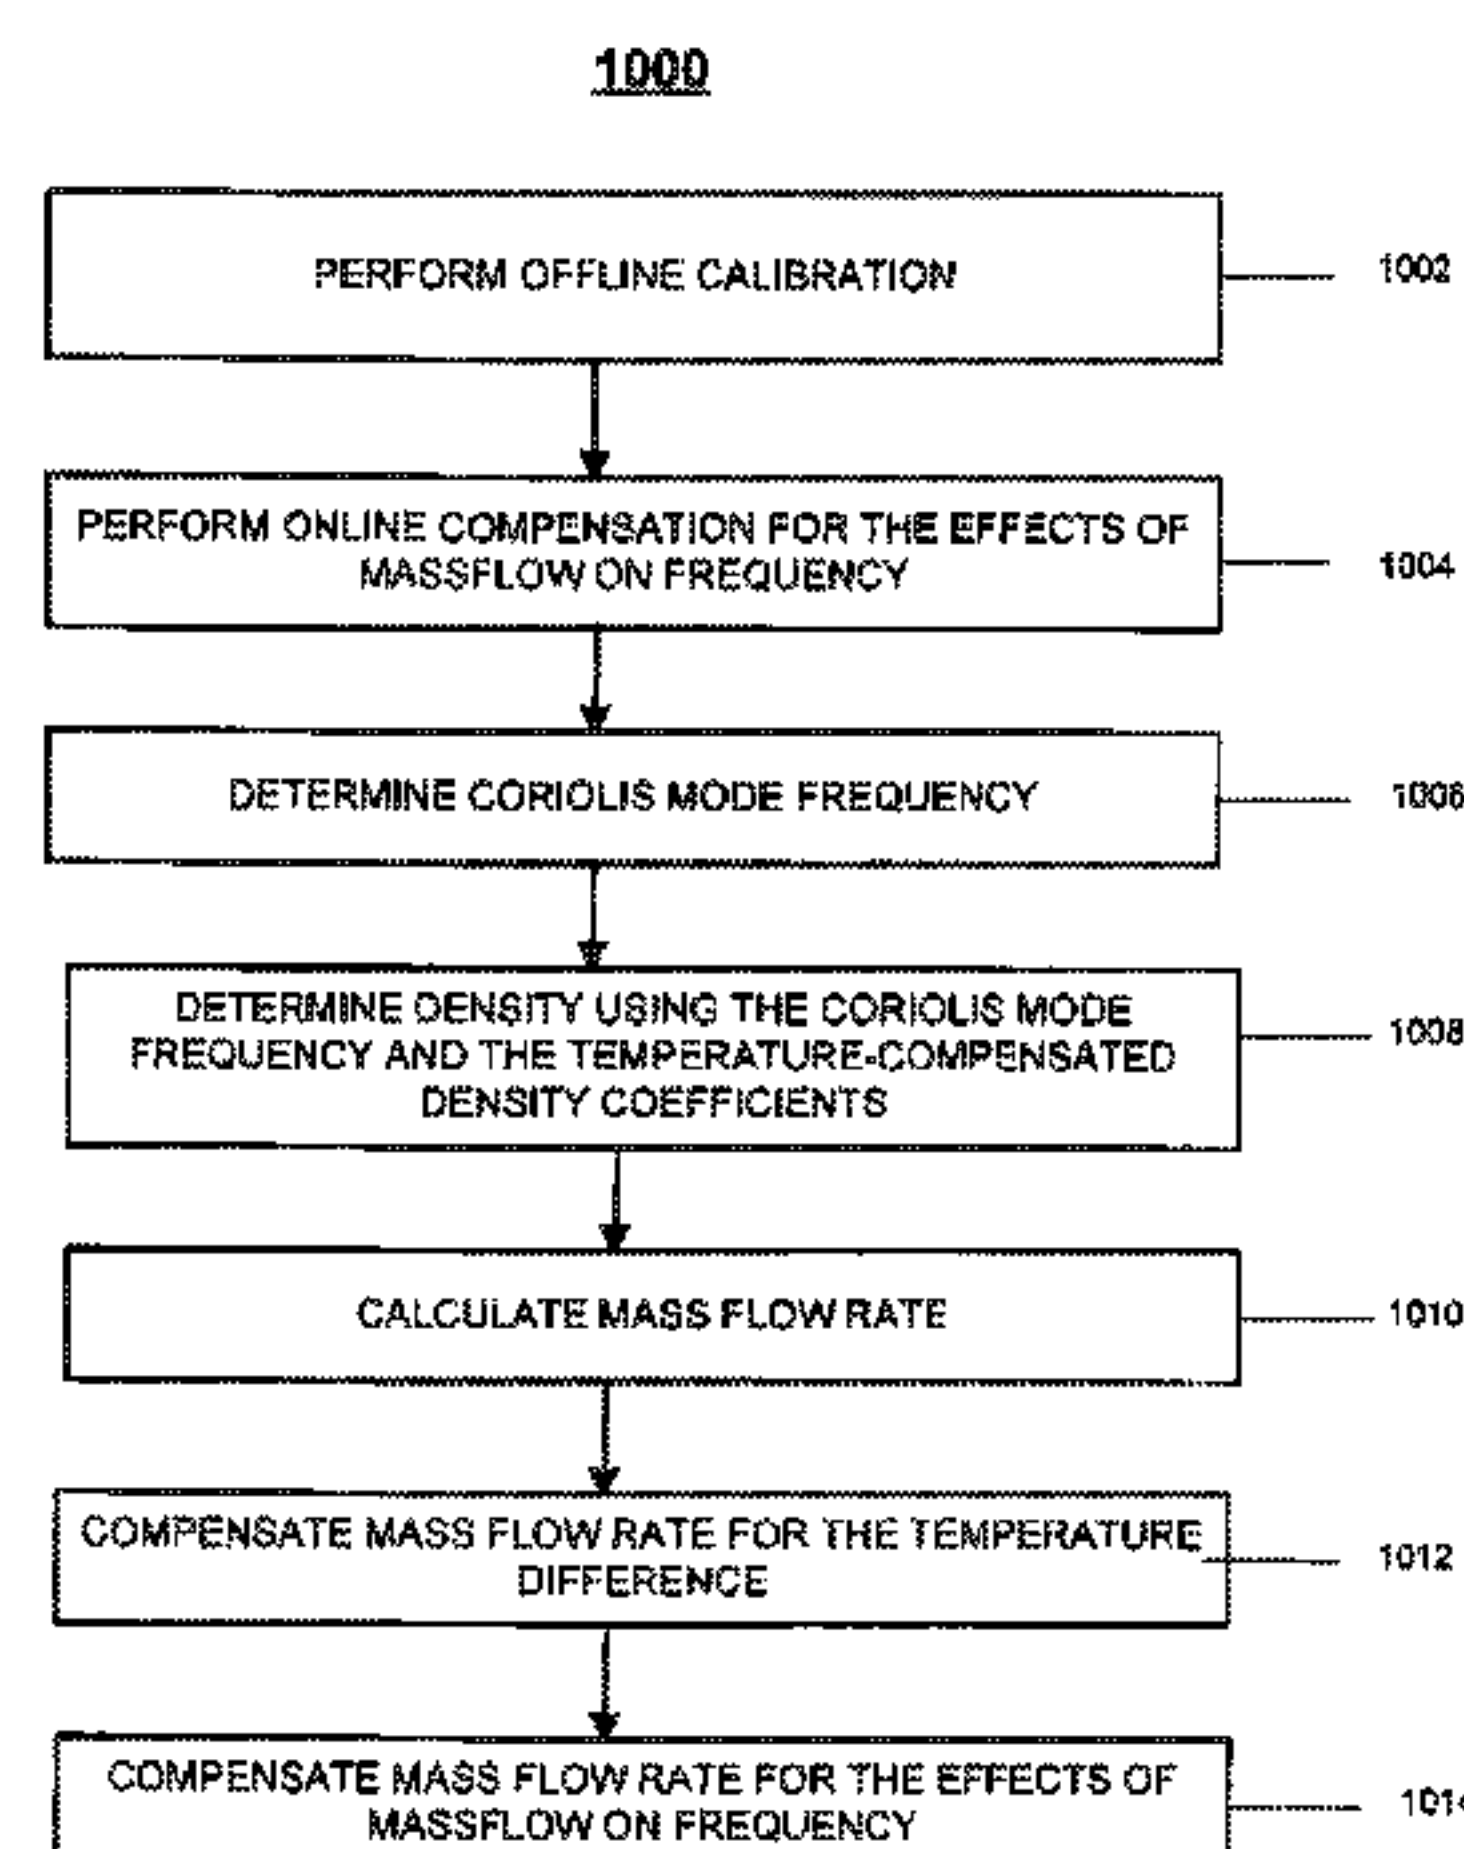 1000
PERFORM OFFLINE CALIBRATION
1002
PERFORM ONLINE COMPENSATION FOR THE EFFECTS OF
MASSFLOW ON FREQUENCY
1004
DETERMINE CORIOLIS MODE FREQUENCY
1006
DETERMINE DENSITY USING THE CORIOLIS MODE
FREQUENCY AND THE TEMPERATURE-COMPENSATED
DENSITY COEFFICIENTS
1008
CALCULATE MASS FLOW RATE
1010
COMPENSATE MASS FLOW RATE FOR THE TEMPERATURE
DIFFERENCE
1012
COMPENSATE MASS FLOW RATE FOR THE EFFECTS OF
MASSFLOW ON FREQUENCY
1014